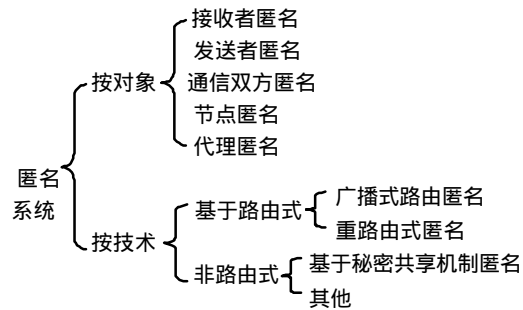 匿名
系统
按对象
接收者匿名
发送者匿名
通信双方匿名
节点匿名
代理匿名
按技术
基于路由式
广播式路由匿名
重路由式匿名
非路由式
基于秘密共享机制匿名
其他